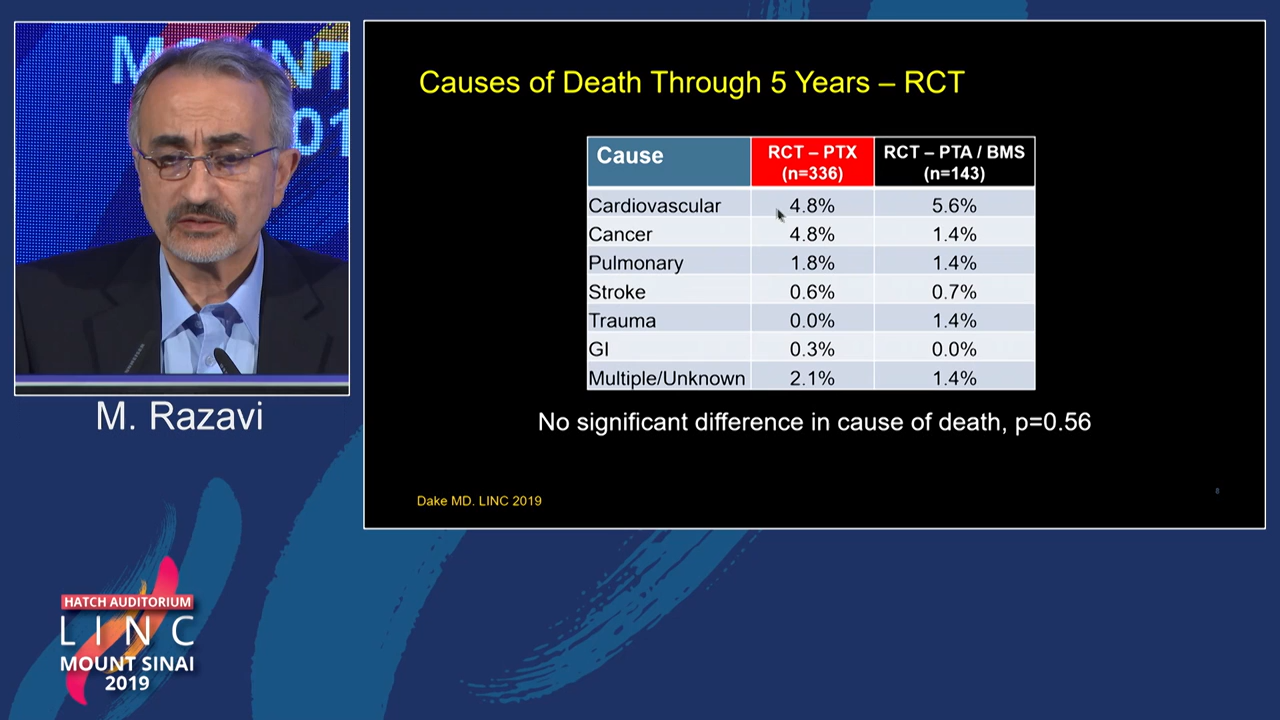 MOUNT
01
M. Razavi
HATCH AUDITORIUM
LINC
MOUNT SINAI
2019
Causes of Death Through 5 Years – RCT
Cause
RCT – PTX
(n=336)
RCT – PTA / BMS
(n=143)
Cardiovascular 4.8% 5.6%
Cancer 4.8% 1.4%
Pulmonary 1.8% 1.4%
Stroke 0.6% 0.7%
Trauma 0.0% 1.4%
GI 0.3% 0.0%
Multiple/Unknown 2.1% 1.4%
No significant difference in cause of death, p=0.56
Dake MD. LINC 2019